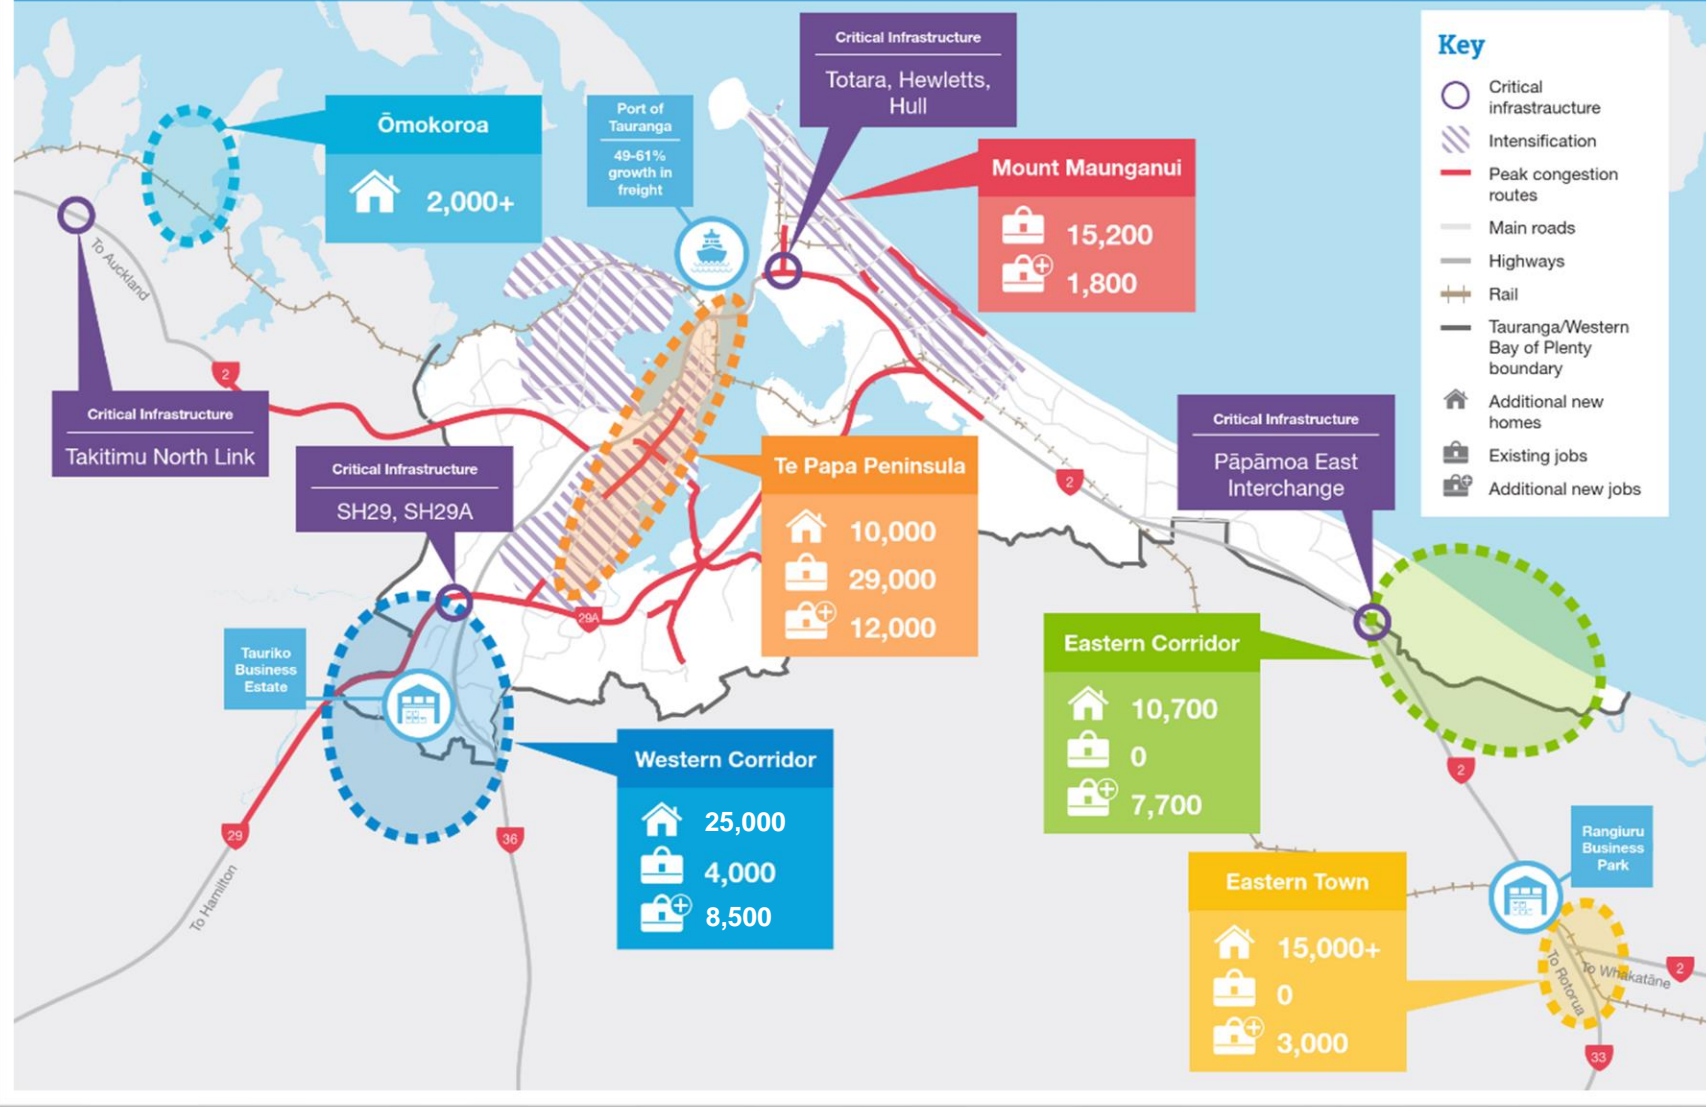 Critical Infrastructure
Totara, Hewletts,
Hull
Key
Critical
infrastraucture
Intensification
Peak congestion
routes
Main roads
Highways
Rail
Tauranga/Western
Bay of Plenty
boundary
Additional new
homes
Existing jobs
Additional new jobs
Ōmokoroa
2,000+
Port of
Tauranga
49-61%
growth in
freight
Mount Maunganui
15,200
1,800
To Auckland
2
Critical Infrastructure
Takitimu North Link
Critical Infrastructure
SH29, SH29A
Te Papa Peninsula
10,000
29,000
12,000
2
Critical Infrastructure
Pāpāmoa East
Interchange
29A
Tauriko
Business
Estate
Eastern Corridor
10,700
0
7,700
Western Corridor
25,000
4,000
8,500
29
36
To Hamilton
2
Rangiuru
Business
Park
Eastern Town
15,000+
0
3,000
To Rotorua
To Whakatāne
2
33